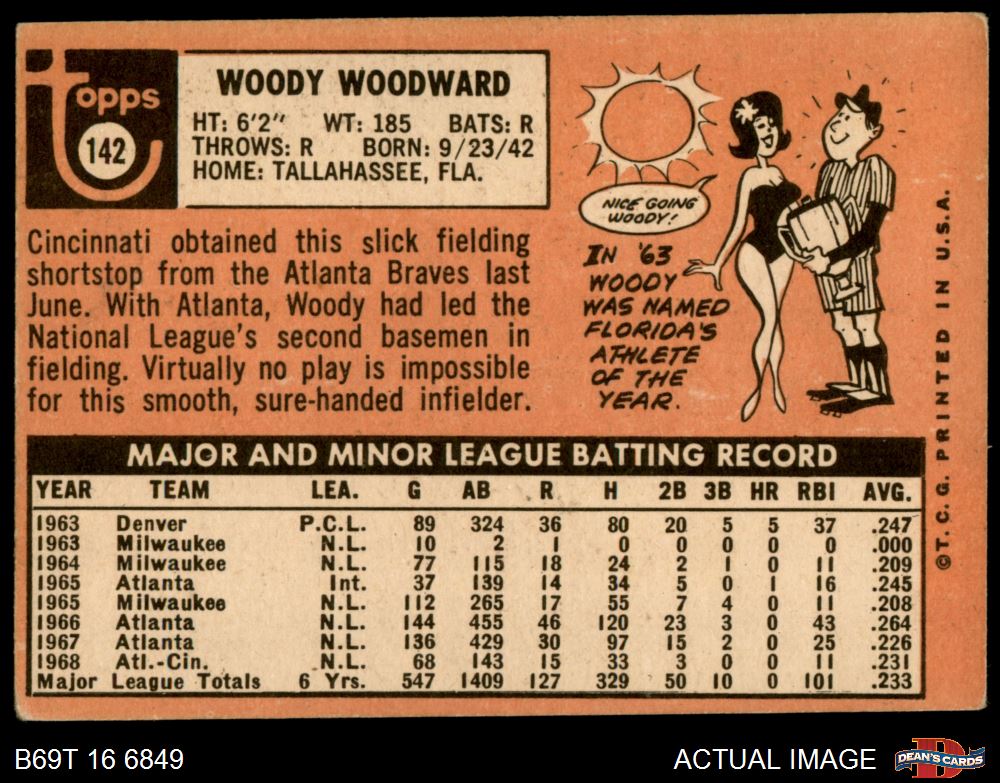 topps
142
WOODY WOODWARD
HT: 6'2" WT: 185 BATS: R
THROWS: R BORN: 9/23/42
HOME: TALLAHASSEE, FLA.
Cincinnati obtained this slick fielding
shortstop from the Atlanta Braves last
June. With Atlanta, Woody had led the
National League's second basemen in
fielding. Virtually no play is impossible
for this smooth, sure-handed infielder.
NICE GOING
WOODY!
IN '63
WOODY
WAS NAMED
FLORIDA'S
ATHLETE
OF THE
YEAR.
MAJOR AND MINOR LEAGUE BATTING RECORD
YEAR TEAM LEA. G AB R H 2B 3B HR RBI AVG.
1963 Denver P.C.L. 89 324 36 80 20 5 5 37 .247
1963 Milwaukee N.L. 10 2 1 0 0 0 0 0 .000
1964 Milwaukee N.L. 77 115 18 24 2 1 0 11 .209
1965 Atlanta Int. 37 139 14 34 5 0 1 16 .245
1965 Milwaukee N.L. 112 265 17 55 7 4 0 11 .208
1966 Atlanta N.L. 144 455 46 120 23 3 0 43 .264
1967 Atlanta N.L. 136 429 30 97 15 2 0 25 .226
1968 Atl.-Cin. N.L. 68 143 15 33 3 0 0 11 .231
Major League Totals 6 Yrs. 547 1409 127 329 50 10 0 101 .233
©T. C. G. PRINTED IN U.S.A.
B69T 16 6849
ACTUAL IMAGE
D
DEAN'S CARDS